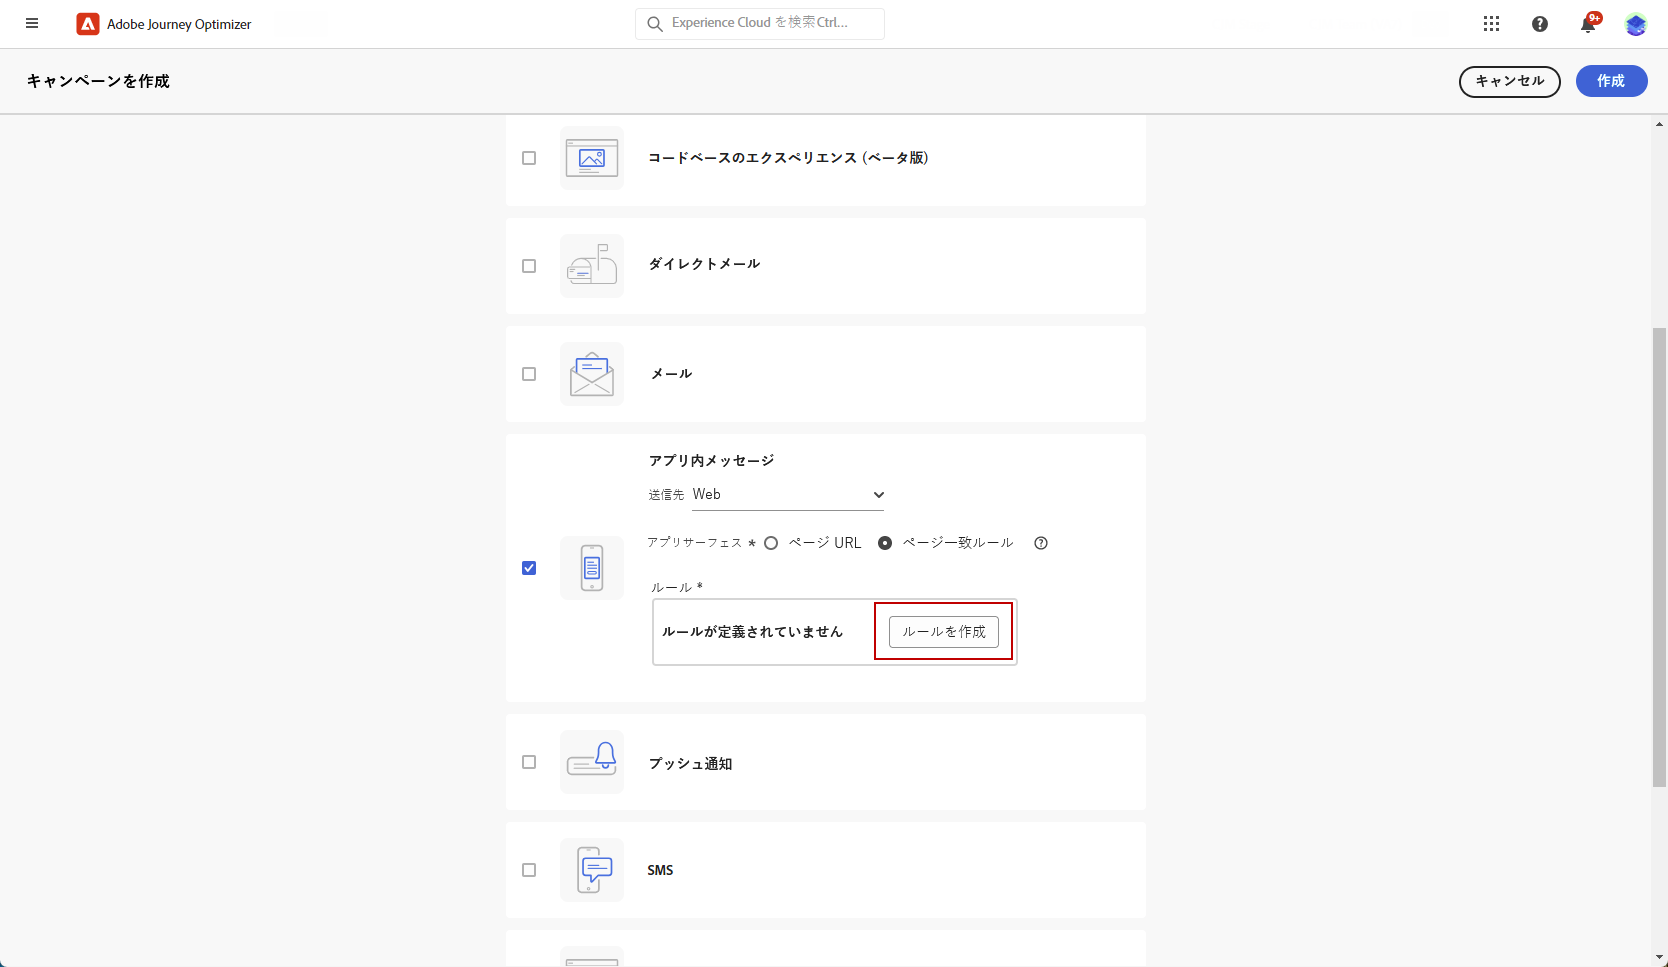 Adobe Journey Optimizer
Experience Cloud を検索Ctrl...
9+
キャンペーンを作成
キャンセル
作成
コードベースのエクスペリエンス (ベータ版)
ダイレクトメール
メール
アプリ内メッセージ
送信先 Web
アプリサーフェス * ページ URL ページ一致ルール
ルール *
ルールが定義されていません ルールを作成
プッシュ通知
SMS